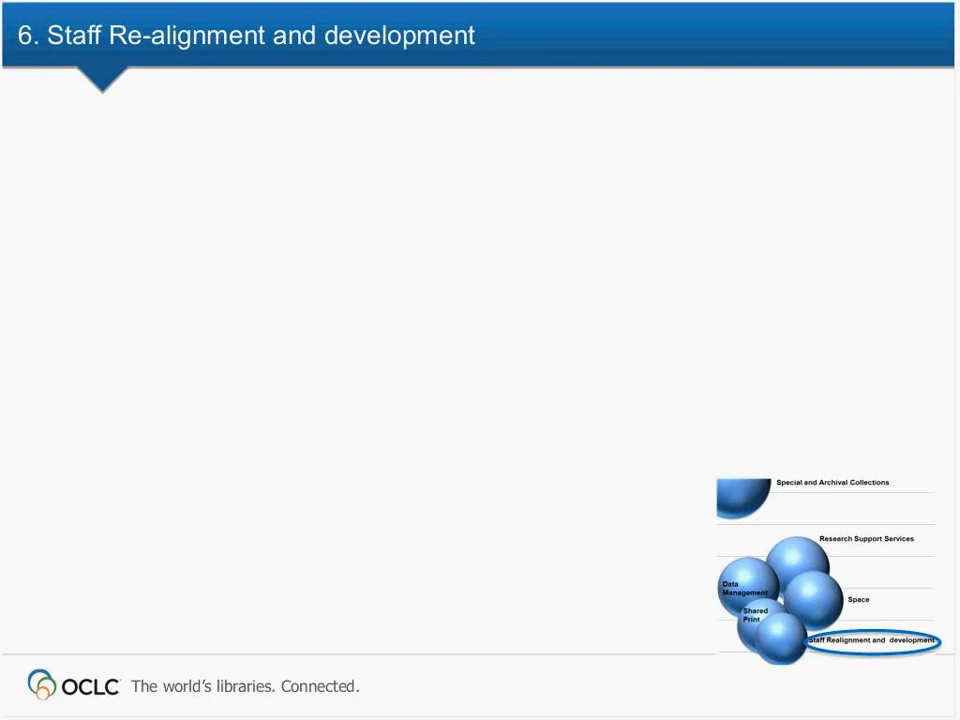 6. Staff Re-alignment and development
Special and Archival Collections
Research Support Services
Data
Management
Space
Shared
Print
Staff Realignment and development
OCLC
The world's libraries. Connected.